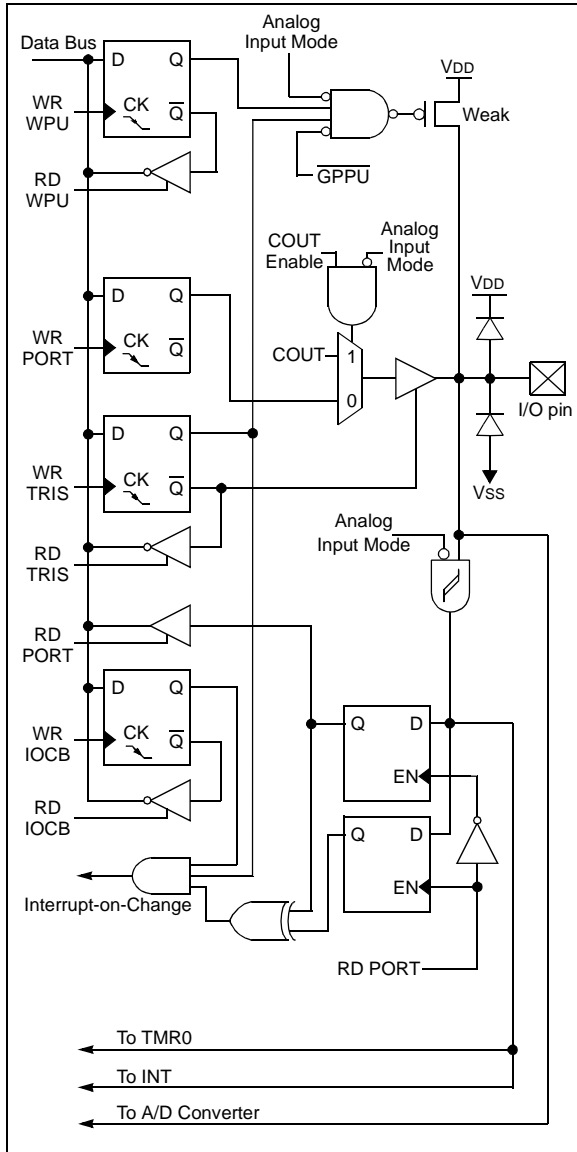 Analog
Input Mode
Data Bus
D Q
WR
WPU
CK Q
RD
WPU
VDD
Weak
GPPU
COUT
Enable
Analog
Input
Mode
D Q
WR
PORT
CK Q
COUT
1
0
VDD
I/O pin
VSS
D Q
WR
TRIS
CK Q
RD
TRIS
Analog
Input Mode
RD
PORT
D Q
WR
IOCB
CK Q
RD
IOCB
Q D
EN
Q D
EN
Interrupt-on-Change
RD PORT
To TMR0
To INT
To A/D Converter